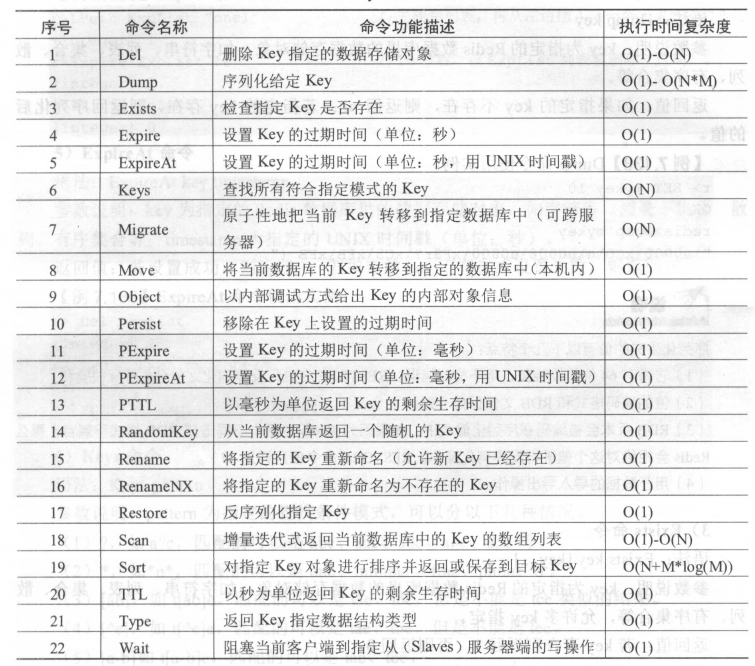 序号 命令名称 命令功能描述 执行时间复杂度
1 Del 删除 Key 指定的数据存储对象 O(1)-O(N)
2 Dump 序列化给定 Key O(1)- O(N*M)
3 Exists 检查指定 Key 是否存在 O(1)
4 Expire 设置 Key 的过期时间（单位：秒） O(1)
5 ExpireAt 设置 Key 的过期时间（单位：秒，用 UNIX 时间戳） O(1)
6 Keys 查找所有符合指定模式的 Key O(N)
7 Migrate 原子性地把当前 Key 转移到指定数据库中（可跨服 O(N)
务器）
8 Move 将当前数据库的 Key 转移到指定的数据库中(本机内) O(1)
9 Object 以内部调试方式给出 Key 的内部对象信息 O(1)
10 Persist 移除在 Key 上设置的过期时间 O(1)
11 PExpire 设置 Key 的过期时间（单位：毫秒） O(1)
12 PExpireAt 设置 Key 的过期时间（单位：毫秒，用 UNIX 时间戳） O(1)
13 PTTL 以毫秒为单位返回 Key 的剩余生存时间 O(1)
14 RandomKey 从当前数据库返回一个随机的 Key O(1)
15 Rename 将指定的 Key 重新命名（允许新 Key 已经存在） O(1)
16 RenameNX 将指定的 Key 重新命名为不存在的 Key O(1)
17 Restore 反序列化指定 Key O(1)
18 Scan 增量迭代式返回当前数据库中的 Key 的数组列表 O(1)-O(N)
19 Sort 对指定 Key 对象进行排序并返回或保存到目标 Key O(N+M*log(M))
20 TTL 以秒为单位返回 Key 的剩余生存时间 O(1)
21 Type 返回 Key 指定数据结构类型 O(1)
22 Wait 阻塞当前客户端到指定从（Slaves）服务器端的写操作 O(1)